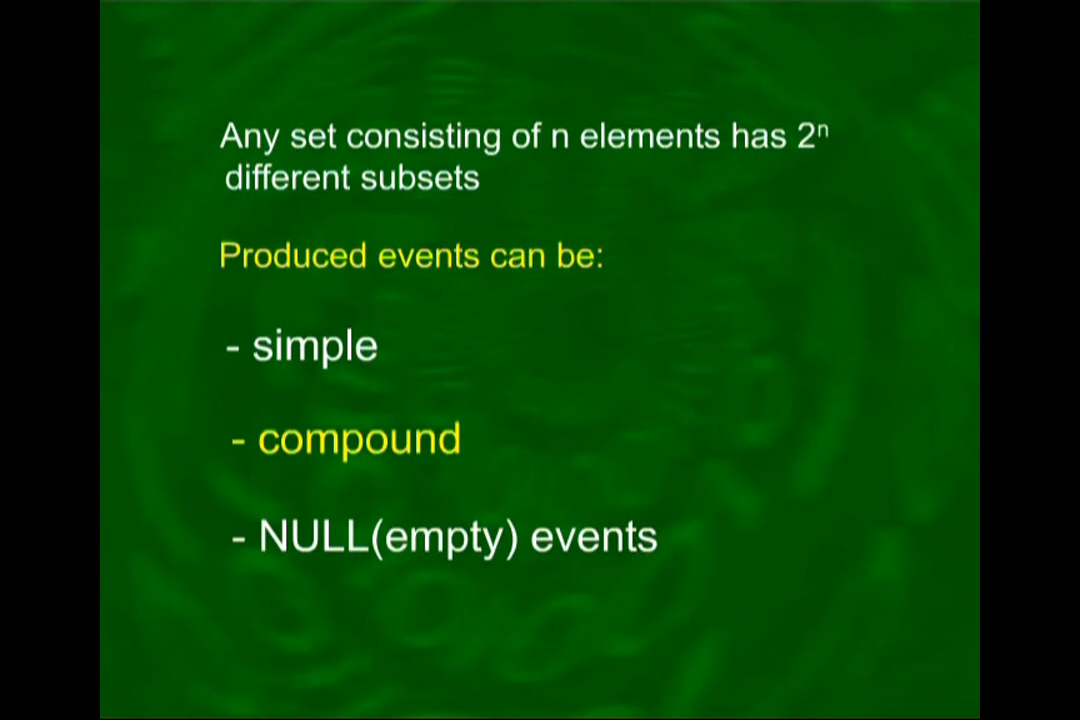 Any set consisting of n elements has 2ⁿ
different subsets
Produced events can be:
- simple
- compound
- NULL(empty) events